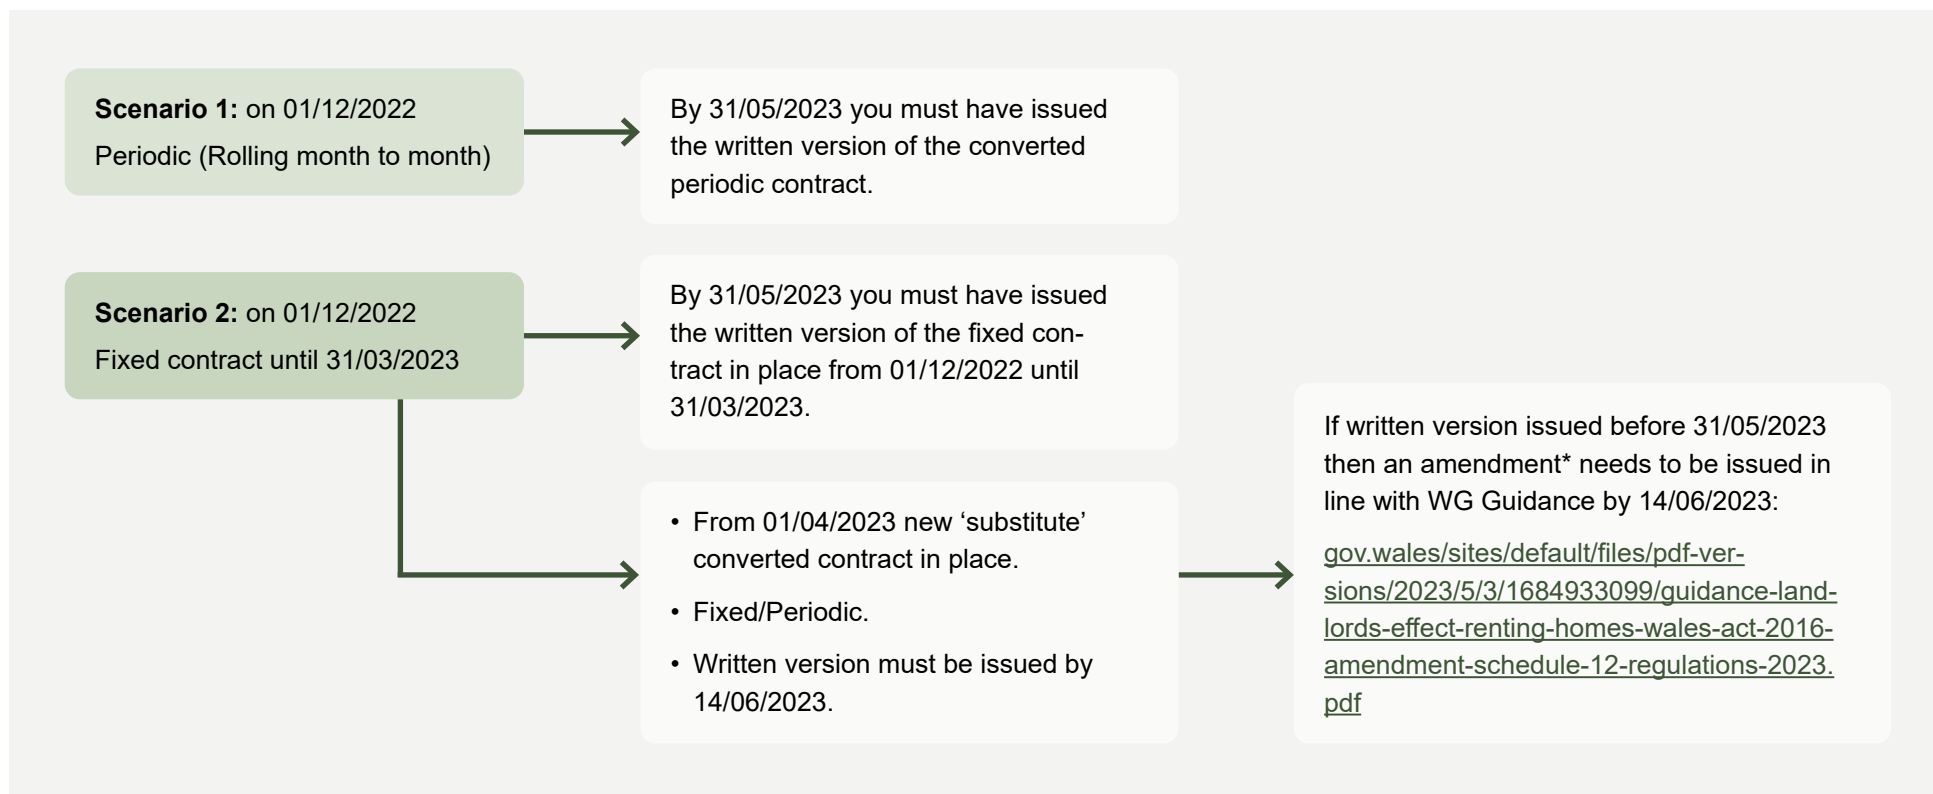 Scenario 1: on 01/12/2022
Periodic (Rolling month to month)
By 31/05/2023 you must have issued
the written version of the converted
periodic contract.
Scenario 2: on 01/12/2022
Fixed contract until 31/03/2023
By 31/05/2023 you must have issued
the written version of the fixed con-
tract in place from 01/12/2022 until
31/03/2023.
• From 01/04/2023 new ‘substitute’
converted contract in place.
• Fixed/Periodic.
• Written version must be issued by
14/06/2023.
If written version issued before 31/05/2023
then an amendment* needs to be issued in
line with WG Guidance by 14/06/2023:
gov.wales/sites/default/files/pdf-ver-
sions/2023/5/3/1684933099/guidance-land-
lords-effect-renting-homes-wales-act-2016-
amendment-schedule-12-regulations-2023.
pdf